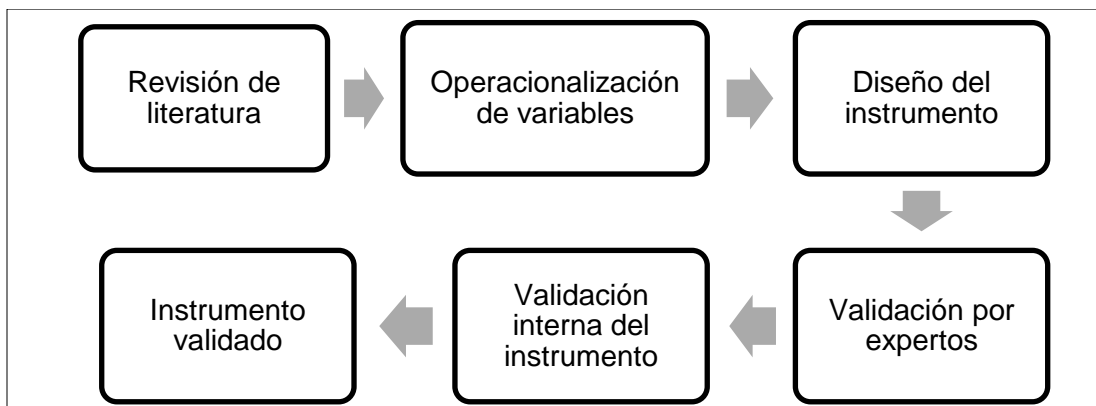 Revisión de
literatura
Operacionalización
de variables
Diseño del
instrumento
Validación por
expertos
Validación
interna del
instrumento
Instrumento
validado